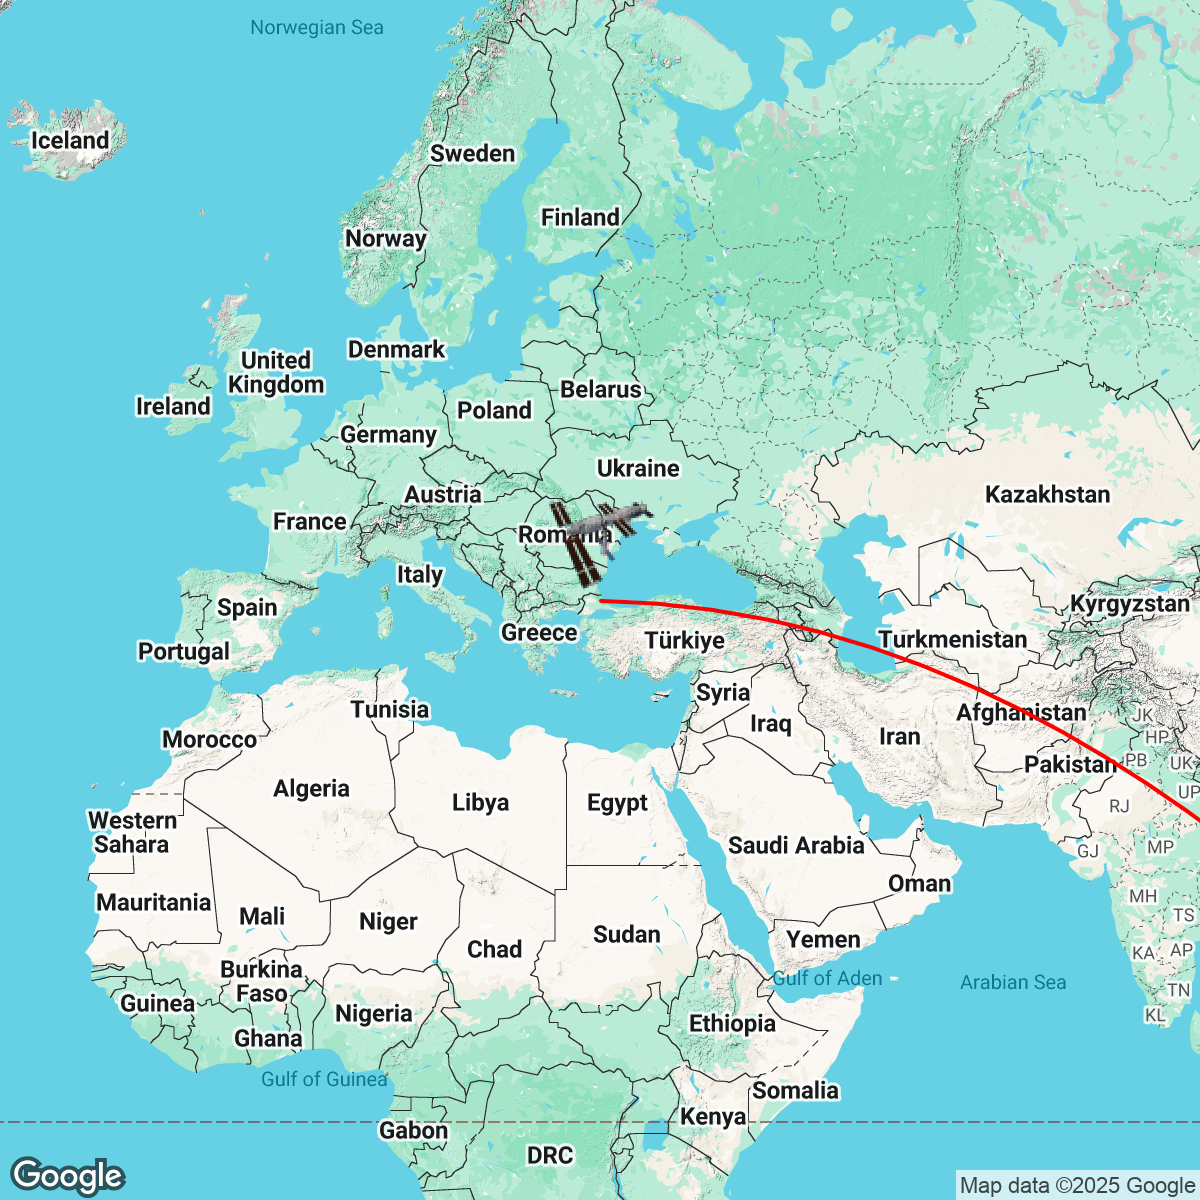 Norwegian Sea
Iceland
Sweden
Finland
Norway
Denmark
United
Kingdom
Ireland
Belarus
Poland
Germany
Ukraine
Austria
Kazakhstan
France
Romania
Italy
Spain
Kyrgyzstan
Greece
Türkiye
Turkmenistan
Portugal
Syria
Tunisia
Afghanistan
JK
Iraq
HP
Morocco
Iran
Pakistan
PB
UK
Algeria
Libya
Egypt
UP
RJ
Western
Sahara
Saudi Arabia
GJ
MP
Oman
Mauritania
MH
Mali
Niger
TS
Sudan
Yemen
Chad
KA
AP
Burkina
Faso
Gulf of Aden
Arabian Sea
TN
Guinea
Nigeria
KL
Ethiopia
Ghana
Gulf of Guinea
Somalia
Kenya
Gabon
DRC
Google
Map data ©2025 Google